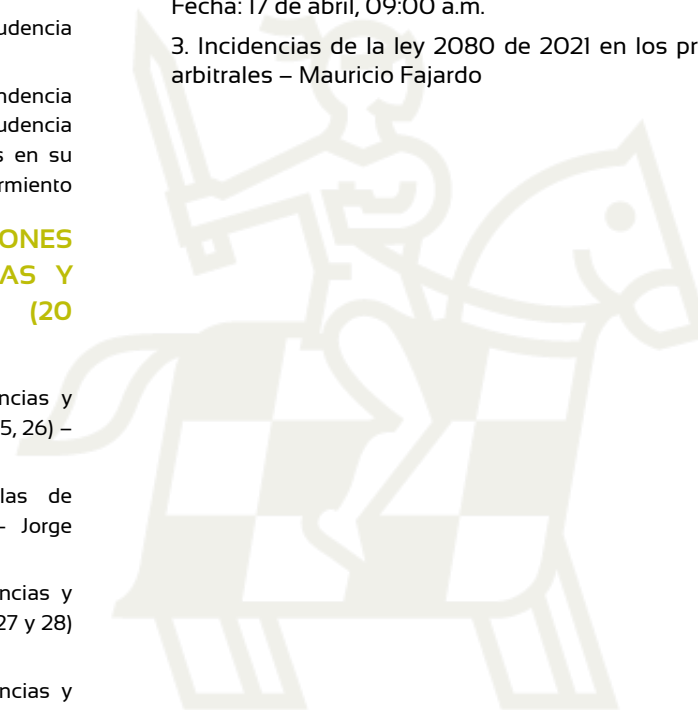 udencia
ndencia
udencia
s en su
rmiento
ONES
AS Y
(20
ncias y
5, 26) –
las de
– Jorge
ncias y
27 y 28)
ncias y
Fecha: 17 de abril, 09:00 a.m.
3. Incidencias de la ley 2080 de 2021 en los pr
arbitrales – Mauricio Fajardo